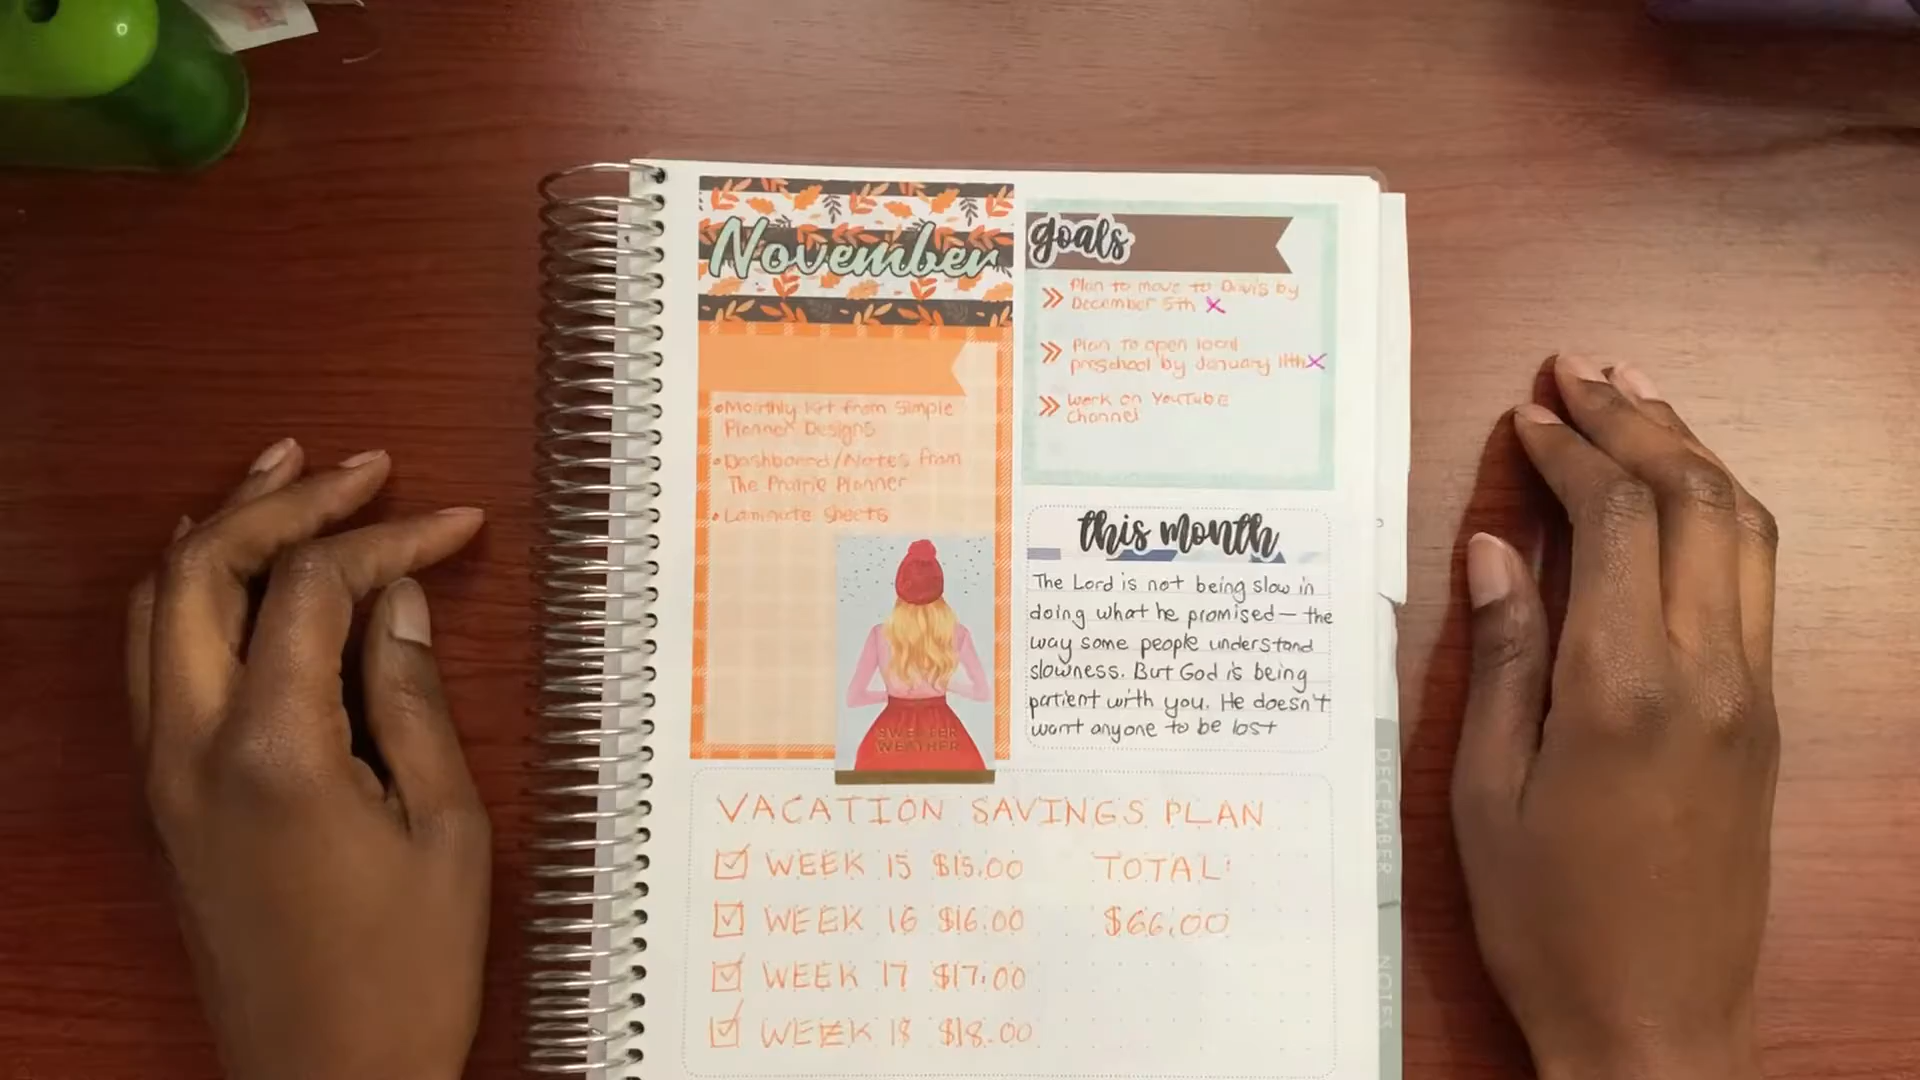 November
•Monthly Kit from Simple
Planner Designs
•Dashboard/Notes from
The Prairie Planner
•Laminate Sheets
SWEATER
WEATHER
goals
Plan to move to Davis by
December 5th X
Plan to open local
preschool by January 11th X
Work on YouTube
Channel
this month
The Lord is not being slow in
doing what he promised — the
way some people understand
slowness. But God is being
patient with you. He doesn't
want anyone to be lost
VACATION SAVINGS PLAN
WEEK 15 $15.00
WEEK 16 $16.00
WEEK 17 $17.00
WEEK 18 $18.00
TOTAL:
$66.00
DECEMBER
NOTES